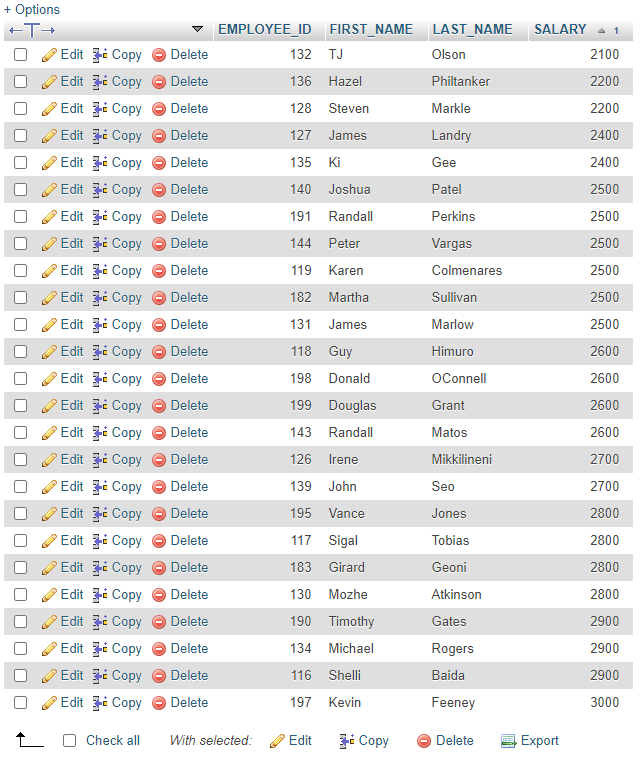 + Options
EMPLOYEE_ID FIRST_NAME LAST_NAME SALARY 1
Edit Copy Delete 132 TJ Olson 2100
Edit Copy Delete 136 Hazel Philtanker 2200
Edit Copy Delete 128 Steven Markle 2200
Edit Copy Delete 127 James Landry 2400
Edit Copy Delete 135 Ki Gee 2400
Edit Copy Delete 140 Joshua Patel 2500
Edit Copy Delete 191 Randall Perkins 2500
Edit Copy Delete 144 Peter Vargas 2500
Edit Copy Delete 119 Karen Colmenares 2500
Edit Copy Delete 182 Martha Sullivan 2500
Edit Copy Delete 131 James Marlow 2500
Edit Copy Delete 118 Guy Himuro 2600
Edit Copy Delete 198 Donald OConnell 2600
Edit Copy Delete 199 Douglas Grant 2600
Edit Copy Delete 143 Randall Matos 2600
Edit Copy Delete 126 Irene Mikkilineni 2700
Edit Copy Delete 139 John Seo 2700
Edit Copy Delete 195 Vance Jones 2800
Edit Copy Delete 117 Sigal Tobias 2800
Edit Copy Delete 183 Girard Geoni 2800
Edit Copy Delete 130 Mozhe Atkinson 2800
Edit Copy Delete 190 Timothy Gates 2900
Edit Copy Delete 134 Michael Rogers 2900
Edit Copy Delete 116 Shelli Baida 2900
Edit Copy Delete 197 Kevin Feeney 3000
Check all With selected: Edit Copy Delete Export